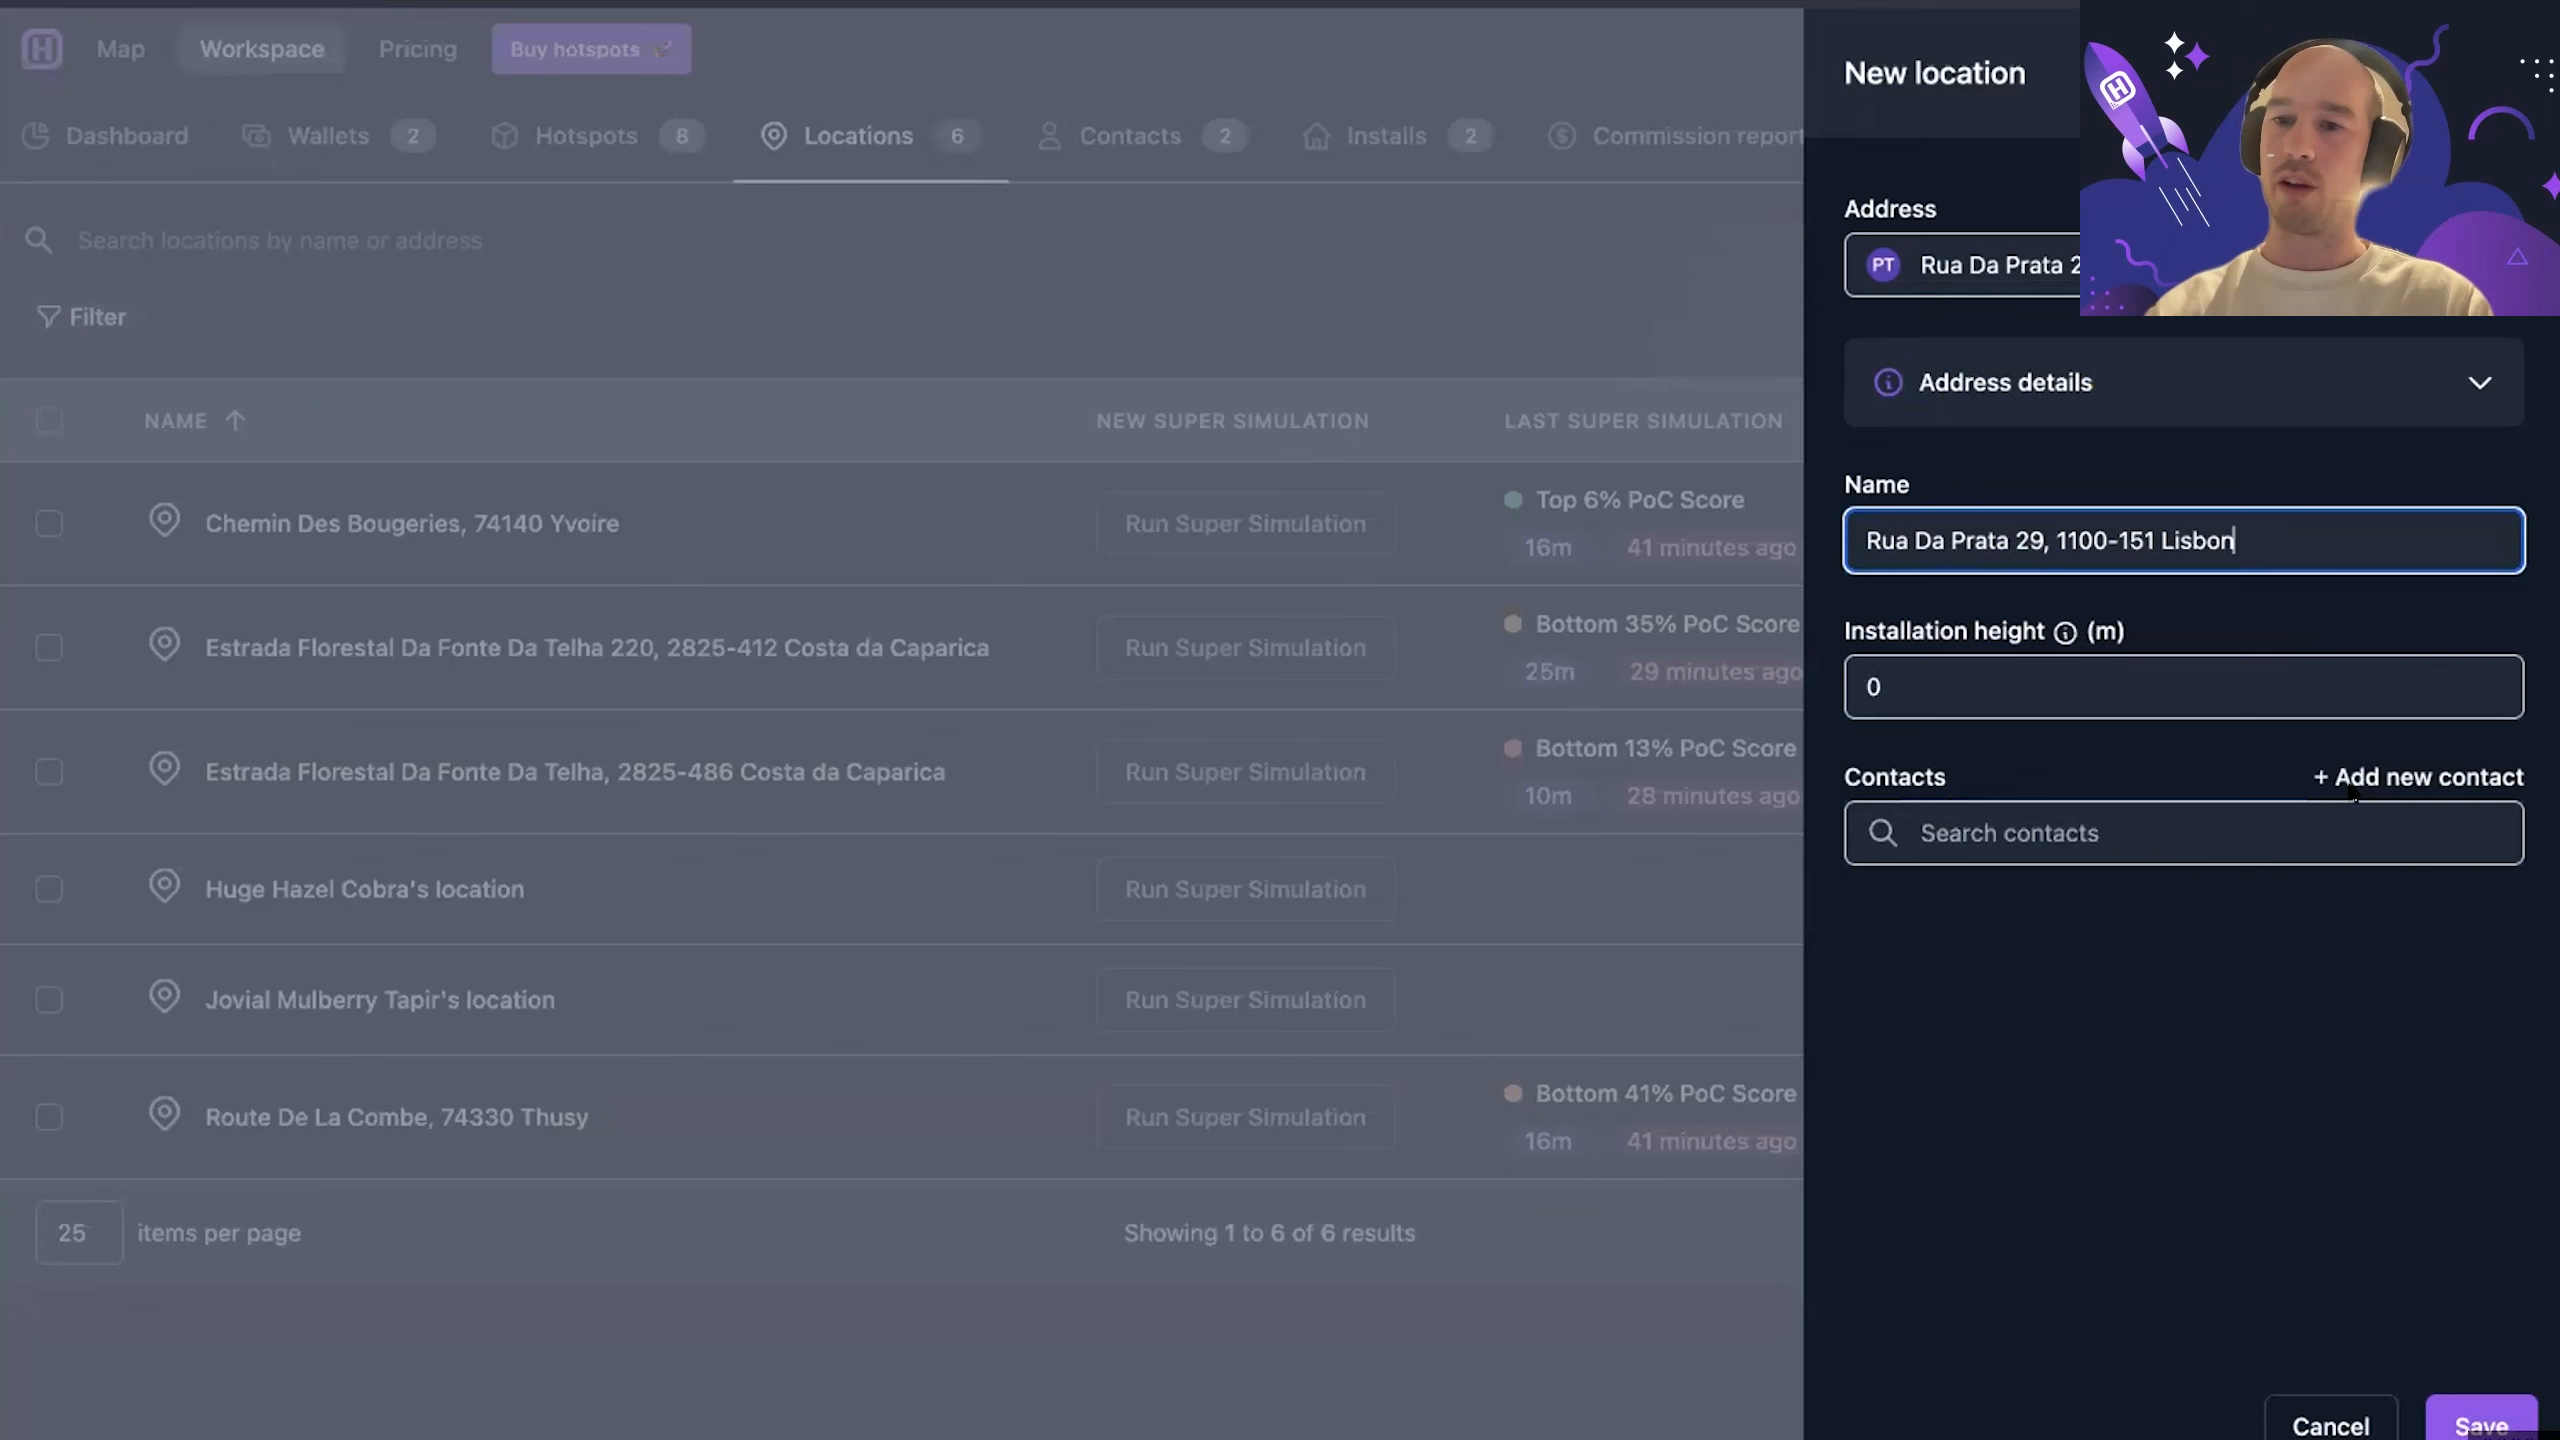 Map
Workspace
Pricing
Buy hotspots
Dashboard
Wallets 2
Hotspots 8
Locations 6
Contacts 2
Installs 2
Commission report
Search locations by name or address
Filter
NAME
NEW SUPER SIMULATION
LAST SUPER SIMULATION
Chemin Des Bougeries, 74140 Yvoire
Run Super Simulation
Top 6% PoC Score
16m 41 minutes ago
Estrada Florestal Da Fonte Da Telha 220, 2825-412 Costa da Caparica
Run Super Simulation
Bottom 35% PoC Score
25m 29 minutes ago
Estrada Florestal Da Fonte Da Telha, 2825-486 Costa da Caparica
Run Super Simulation
Bottom 13% PoC Score
10m 28 minutes ago
Huge Hazel Cobra's location
Run Super Simulation
Jovial Mulberry Tapir's location
Run Super Simulation
Route De La Combe, 74330 Thusy
Run Super Simulation
Bottom 41% PoC Score
16m 41 minutes ago
25 items per page
Showing 1 to 6 of 6 results
New location
Address
PT Rua Da Prata 2
Address details
Name
Rua Da Prata 29, 1100-151 Lisbon
Installation height (m)
0
Contacts
+ Add new contact
Search contacts
Cancel
Save